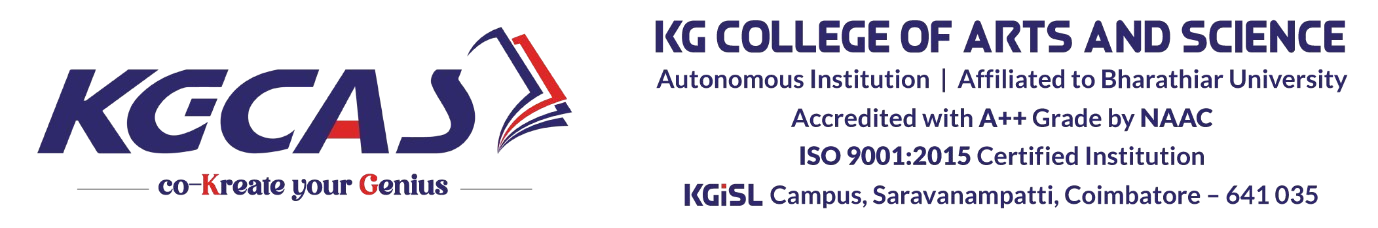 KGCAS
co-Kreate your Genius
KG COLLEGE OF ARTS AND SCIENCE
Autonomous Institution | Affiliated to Bharathiar University
Accredited with A++ Grade by NAAC
ISO 9001:2015 Certified Institution
KGiSL Campus, Saravanampatti, Coimbatore – 641 035